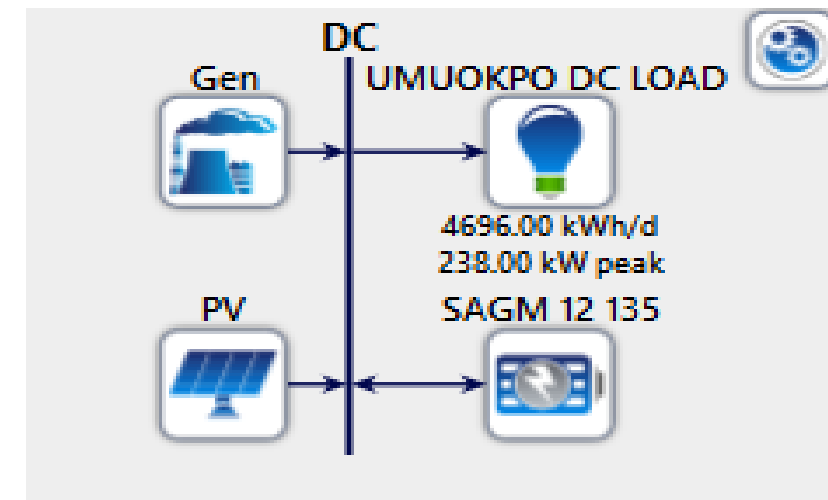 DC
Gen
UMUOKPO DC LOAD
4696.00 kWh/d
238.00 kW peak
PV
SAGM 12 135